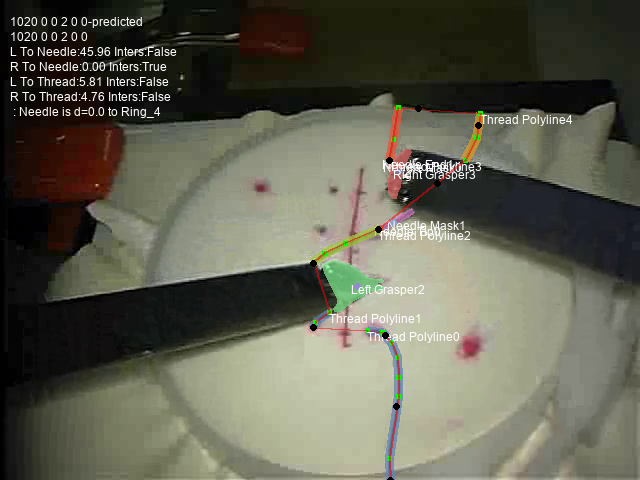 1020 0 0 2 0 0-predicted
1020 0 0 2 0 0
L To Needle:45.96 Inters:False
R To Needle:0.00 Inters:True
L To Thread:5.81 Inters:False
R To Thread:4.76 Inters:False
: Needle is d=0.0 to Ring_4
Thread Polyline4
Needle End1
Right Grasper3
Needle Mask1
Thread Polyline2
Left Grasper2
Thread Polyline1
Thread Polyline0